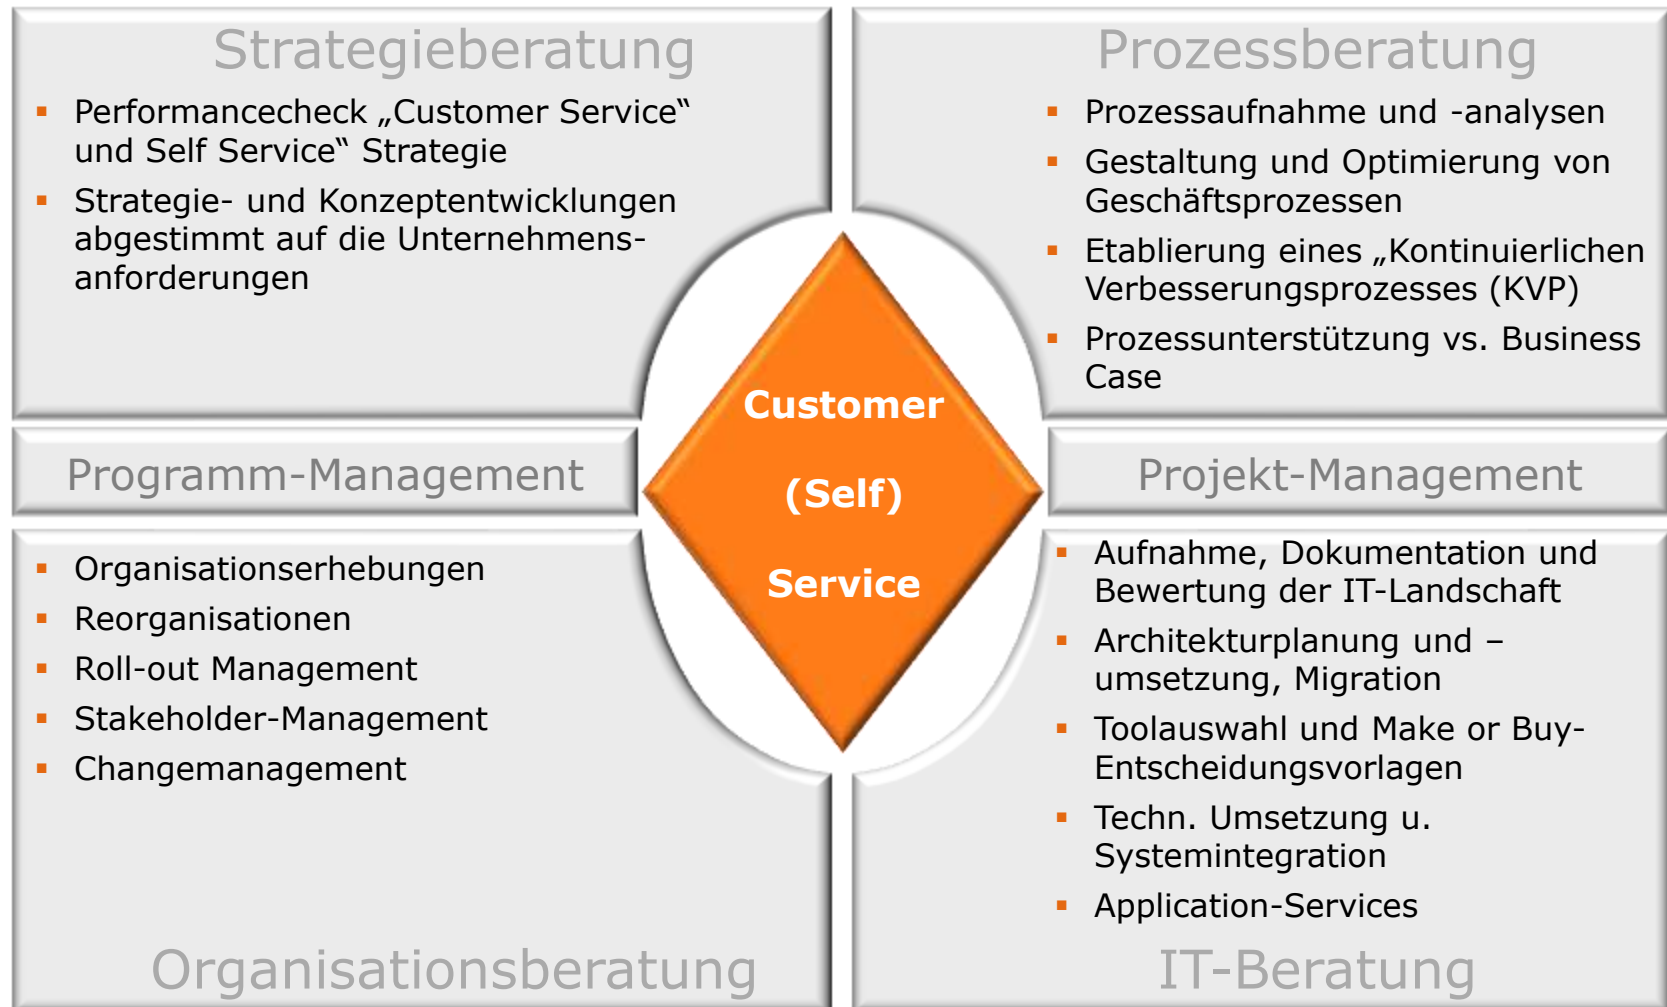 Strategieberatung
▪ Performancecheck „Customer Service“
und Self Service“ Strategie
▪ Strategie- und Konzeptentwicklungen
abgestimmt auf die Unternehmens-
anforderungen
Prozessberatung
▪ Prozessaufnahme und -analysen
▪ Gestaltung und Optimierung von
Geschäftsprozessen
▪ Etablierung eines „Kontinuierlichen
Verbesserungsprozesses (KVP)
▪ Prozessunterstützung vs. Business
Case
Customer
(Self)
Service
Programm-Management
Projekt-Management
▪ Organisationserhebungen
▪ Reorganisationen
▪ Roll-out Management
▪ Stakeholder-Management
▪ Changemanagement
Organisationsberatung
▪ Aufnahme, Dokumentation und
Bewertung der IT-Landschaft
▪ Architekturplanung und –
umsetzung, Migration
▪ Toolauswahl und Make or Buy-
Entscheidungsvorlagen
▪ Techn. Umsetzung u.
Systemintegration
▪ Application-Services
IT-Beratung